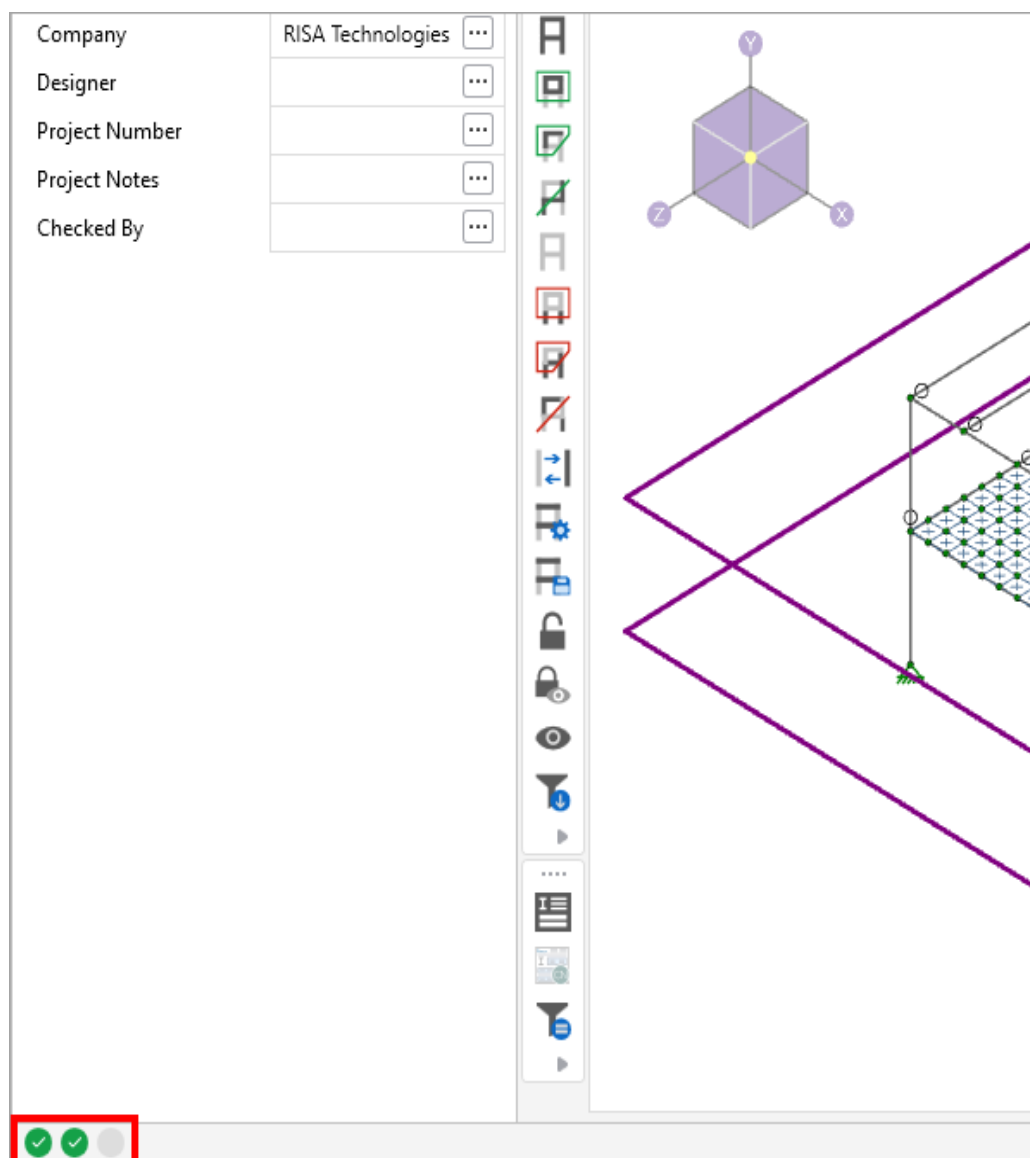 Company
RISA Technologies
Designer
Project Number
Project Notes
Checked By
Y
Z
X